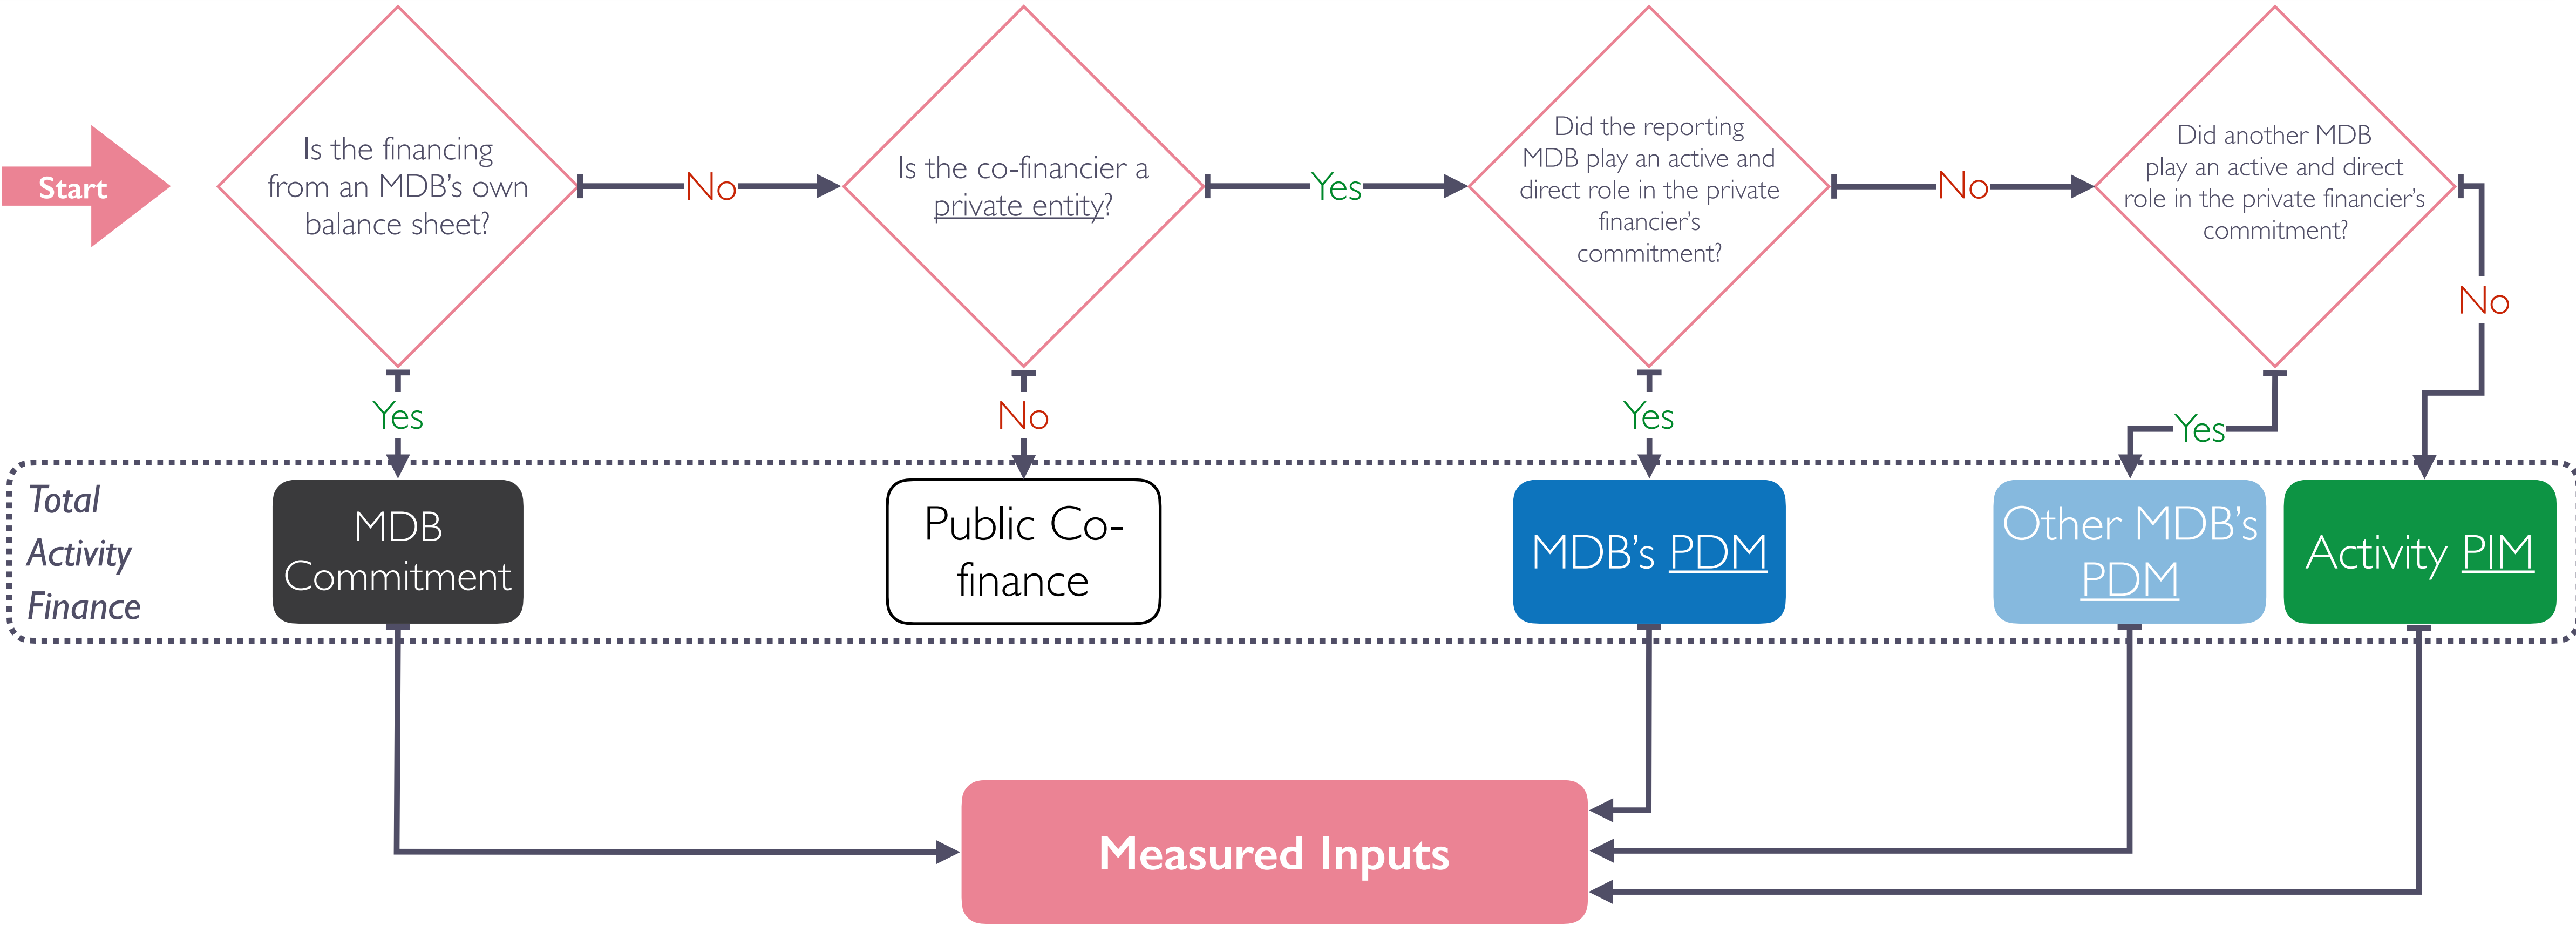 Start
Is the financing
from an MDB's own
balance sheet?
No
Is the co-financier a
private entity?
Yes
Did the reporting
MDB play an active and
direct role in the private
financier's
commitment?
No
Did another MDB
play an active and direct
role in the private financier's
commitment?
No
Yes
No
Yes
Yes
Total
Activity
Finance
MDB
Commitment
Public Co-
finance
MDB's PDM
Other MDB's
PDM
Activity PIM
Measured Inputs